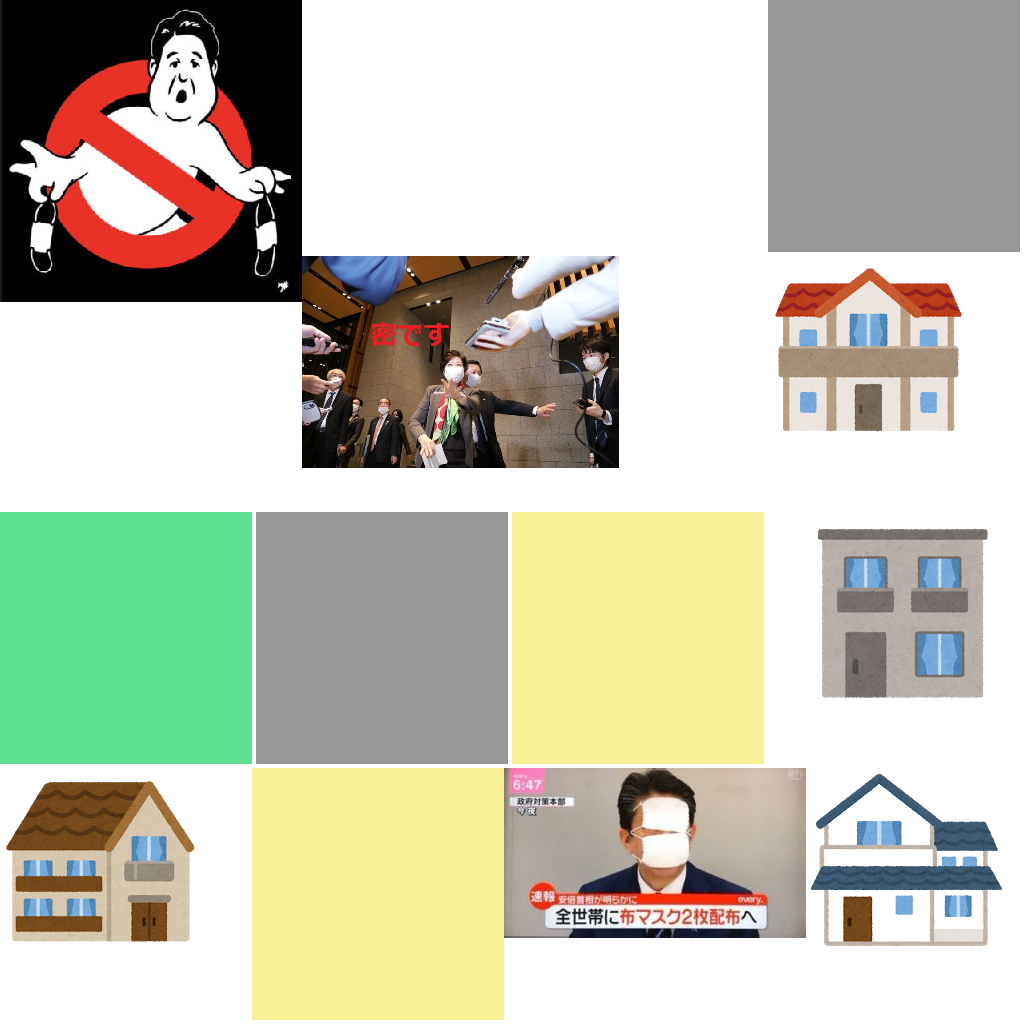 密です
every.
6:47
政府対策本部
今夜
速報
安倍首相が明らかに
every.
全世帯に布マスク2枚配布へ